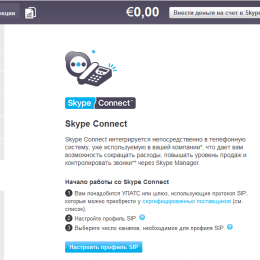 €0,00
Внести деньги на счет в Skype
Skype Connect™
Skype Connect
Skype Connect интегрируется непосредственно в телефонную
систему, уже используемую в вашей компании*, что дает вам
возможность сокращать расходы, повышать уровень продаж и
контролировать звонки** через Skype Manager.
Начало работы со Skype Connect
1 Вам понадобится УПАТС или шлюз, использующие протокол SIP,
которые можно приобрести у сертифицированных поставщиков (см
список).
2 Настройте профиль SIP. ?
3 Выберите число каналов, необходимое для профиля SIP. ?
Настроить профиль SIP